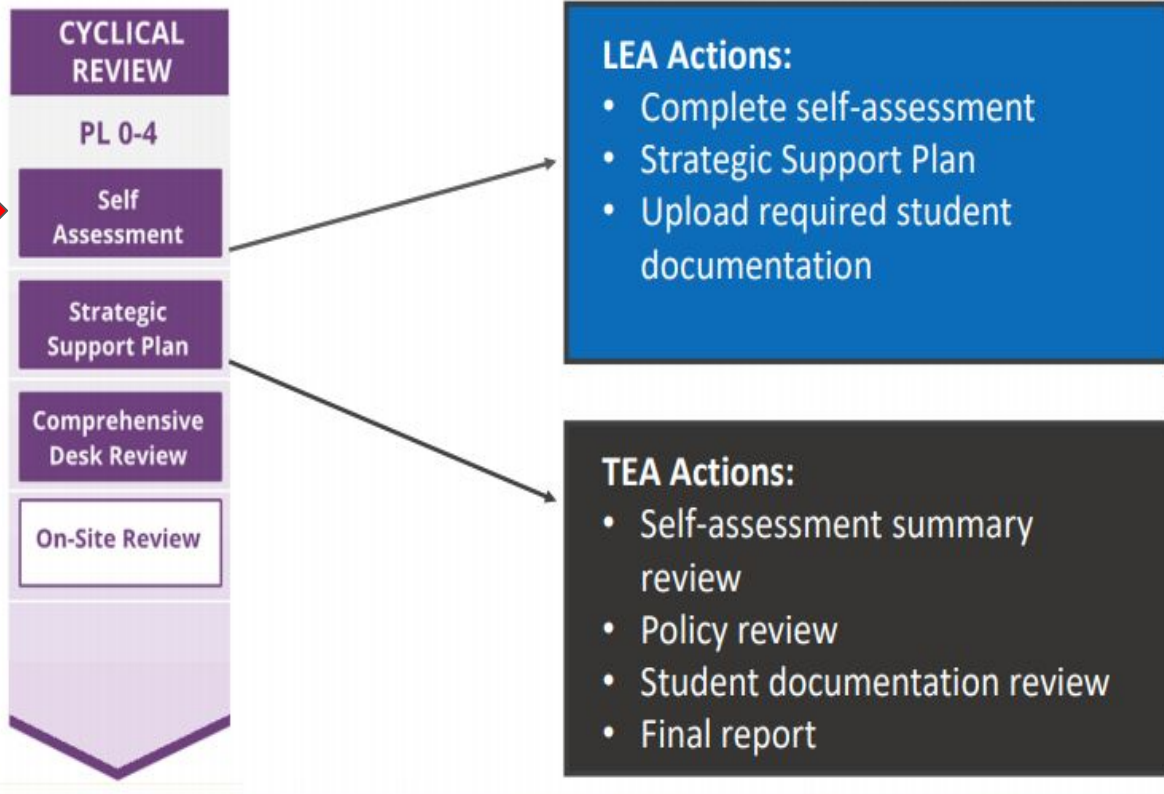 CYCLICAL
REVIEW
PL 0-4
Self
Assessment
Strategic
Support Plan
Comprehensive
Desk Review
On-Site Review
LEA Actions:
• Complete self-assessment
• Strategic Support Plan
• Upload required student
documentation
TEA Actions:
• Self-assessment summary
review
• Policy review
• Student documentation review
• Final report